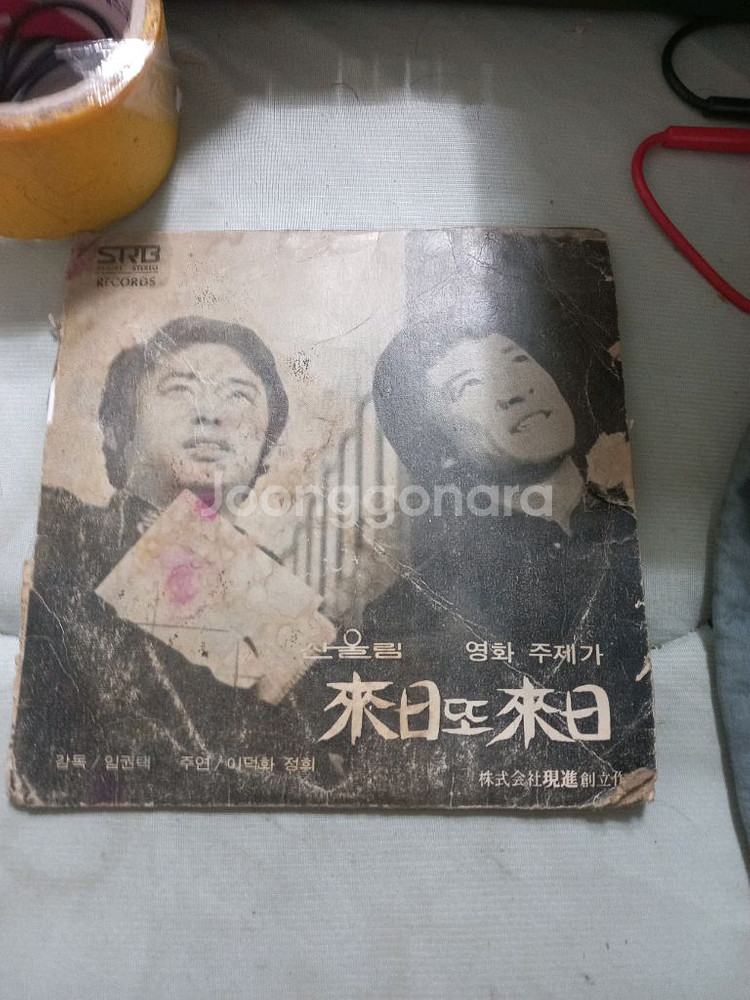 SRB
STEREO
RECORDS
Joonggonara
산울림 영화 주제가
來日또來日
감독/임권택 주연/이덕화 정희
株式会社現進創立作